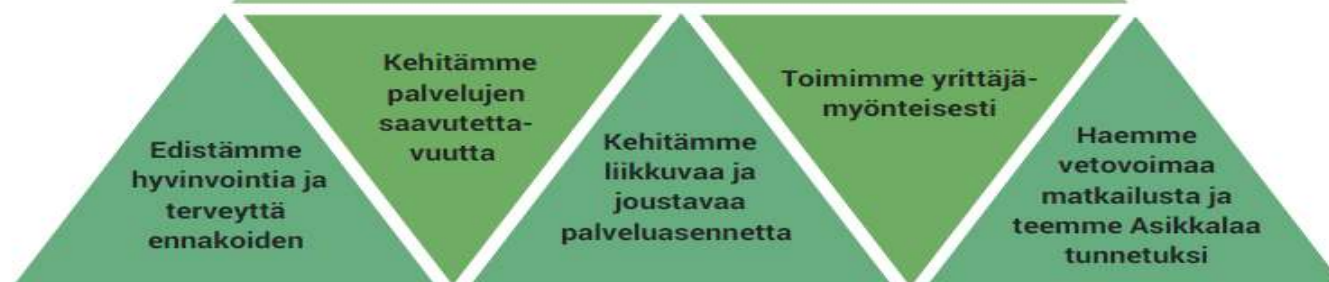 Edistämme
hyvinvointia ja
terveyttä
ennakoiden
Kehitämme
palvelujen
saavutetta-
vuutta
Kehitämme
liikkuvaa ja
joustavaa
palveluasennetta
Toimimme yrittäjä-
myönteisesti
Haemme
vetovoimaa
matkailusta ja
teemme Asikkalaa
tunnetuksi